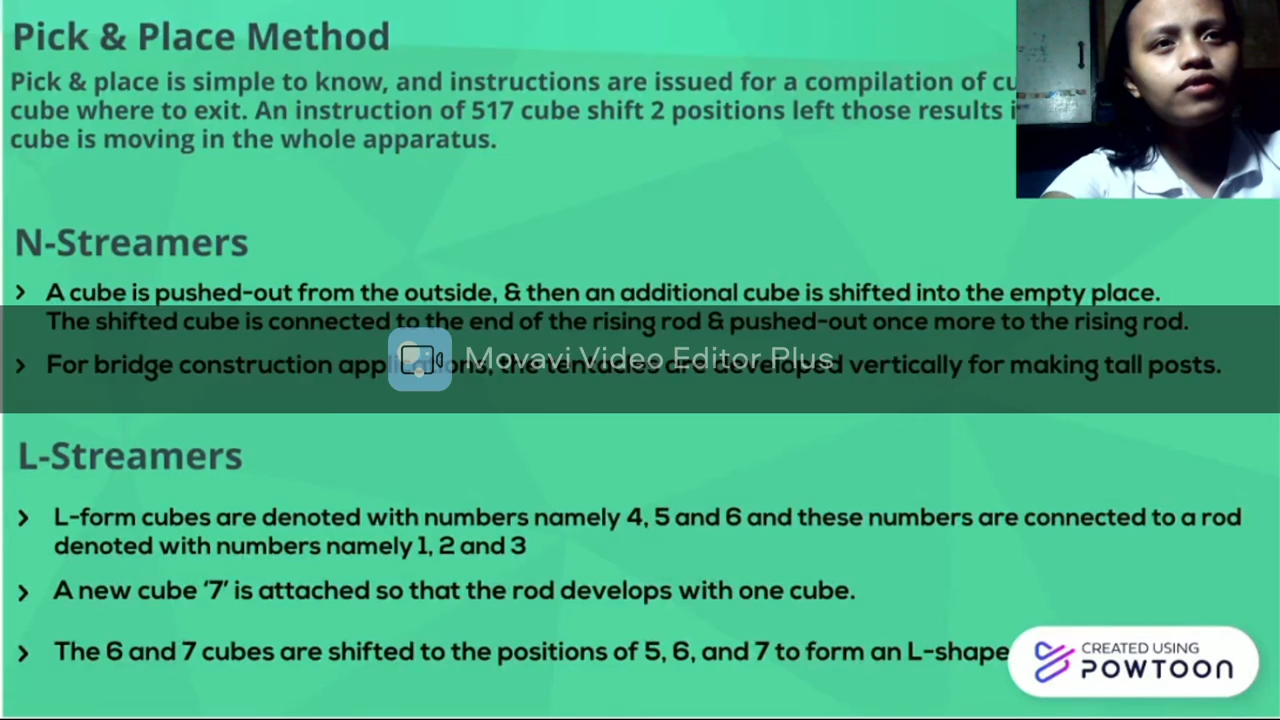 Pick & Place Method
Pick & place is simple to know, and instructions are issued for a compilation of
cube where to exit. An instruction of 517 cube shift 2 positions left those results
cube is moving in the whole apparatus.
N-Streamers
› A cube is pushed-out from the outside, & then an additional cube is shifted into the empty place.
The shifted cube is connected to the end of the rising rod & pushed-out once more to the rising rod.
› For bridge construction applications, the tentacles are developed vertically for making tall posts.
Movavi Video Editor Plus
L-Streamers
› L-form cubes are denoted with numbers namely 4, 5 and 6 and these numbers are connected to a rod
denoted with numbers namely 1, 2 and 3
› A new cube ‘7’ is attached so that the rod develops with one cube.
› The 6 and 7 cubes are shifted to the positions of 5, 6, and 7 to form an L-shape
CREATED USING
POWTOON